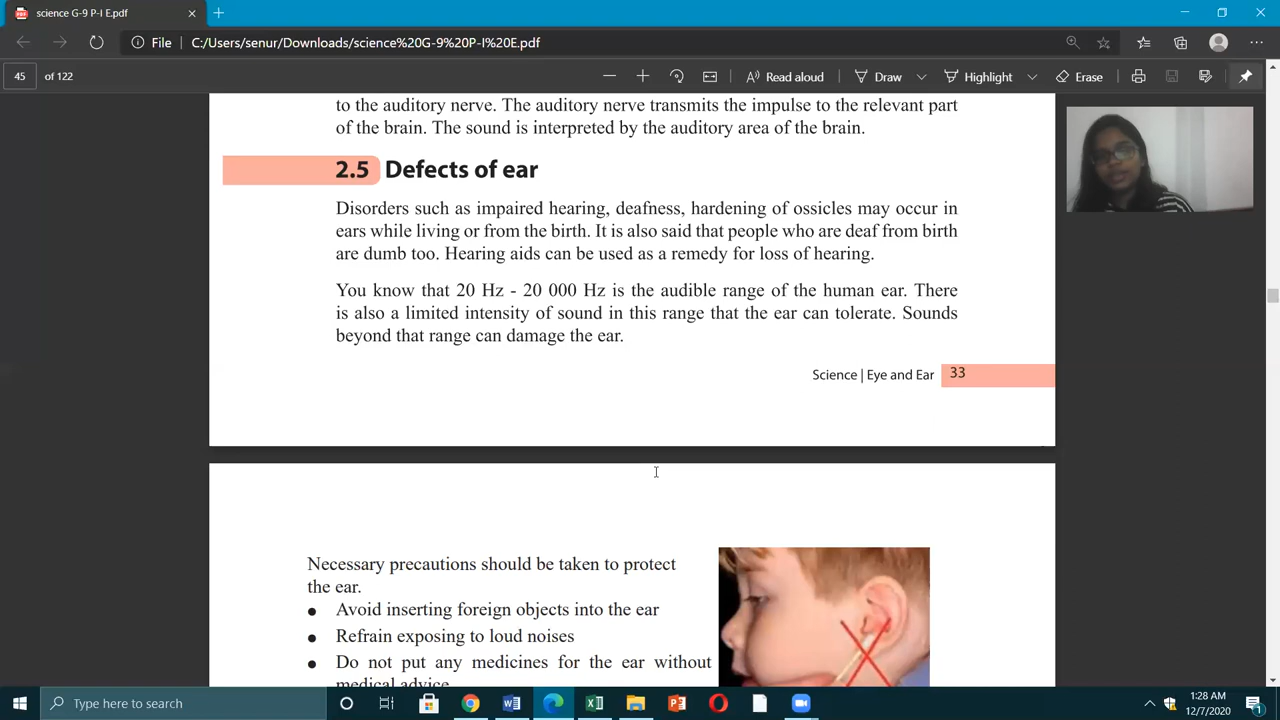 science G-9 P-I E.pdf
File
C:/Users/senur/Downloads/science%20G-9%20P-I%20E.pdf
45 of 122
Read aloud
Draw
Highlight
Erase
to the auditory nerve. The auditory nerve transmits the impulse to the relevant part
of the brain. The sound is interpreted by the auditory area of the brain.
2.5 Defects of ear
Disorders such as impaired hearing, deafness, hardening of ossicles may occur in
ears while living or from the birth. It is also said that people who are deaf from birth
are dumb too. Hearing aids can be used as a remedy for loss of hearing.
You know that 20 Hz - 20 000 Hz is the audible range of the human ear. There
is also a limited intensity of sound in this range that the ear can tolerate. Sounds
beyond that range can damage the ear.
Science | Eye and Ear 33
Necessary precautions should be taken to protect
the ear.
● Avoid inserting foreign objects into the ear
● Refrain exposing to loud noises
● Do not put any medicines for the ear without
medical advice
Type here to search
1:28 AM
12/7/2020